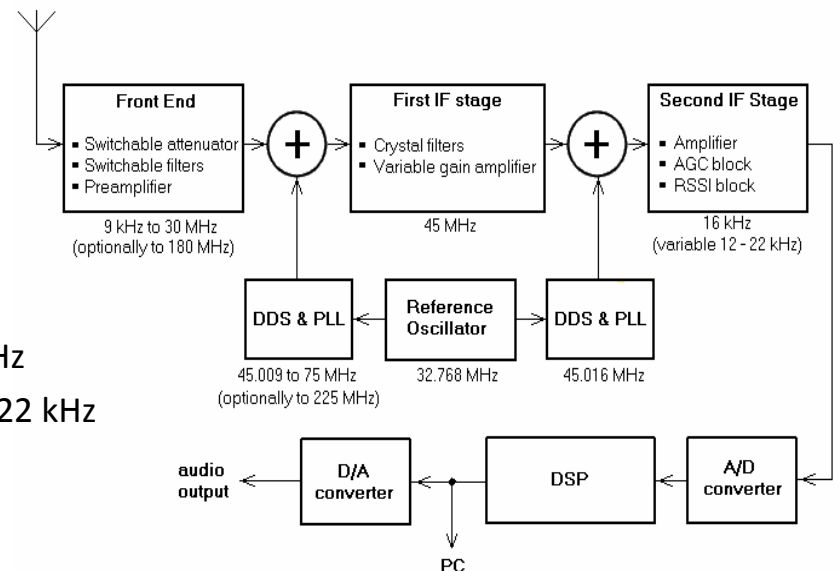 Front End
▪ Switchable attenuator
▪ Switchable filters
▪ Preamplifier
9 kHz to 30 MHz
(optionally to 180 MHz)
+
First IF stage
▪ Crystal filters
▪ Variable gain amplifier
45 MHz
+
Second IF Stage
▪ Amplifier
▪ AGC block
▪ RSSI block
16 kHz
(variable 12 - 22 kHz)
DDS & PLL
45.009 to 75 MHz
(optionally to 225 MHz)
Reference
Oscillator
32.768 MHz
DDS & PLL
45.016 MHz
Hz
22 kHz
audio
output
D/A
converter
DSP
A/D
converter
PC